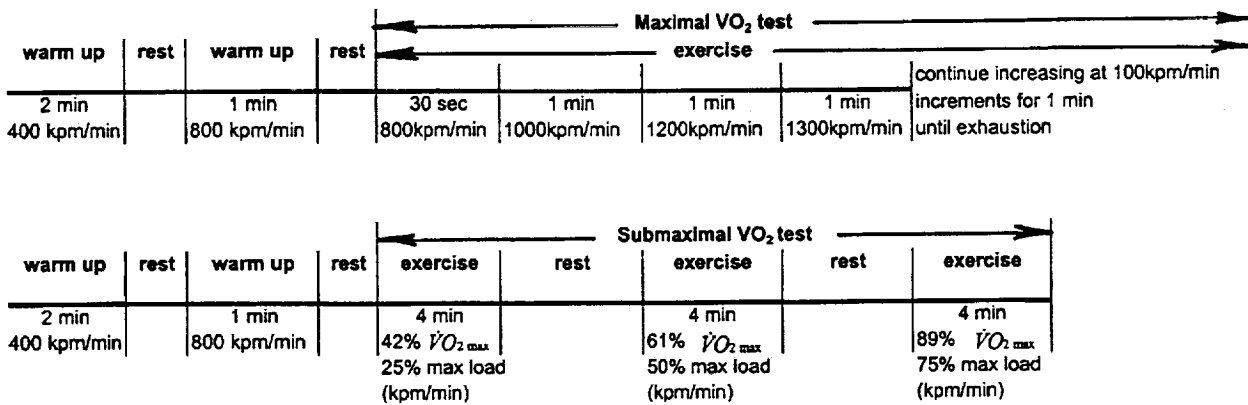 Maximal VO₂ test
warm up rest warm up rest exercise
2 min 1 min 30 sec 1 min 1 min 1 min continue increasing at 100kpm/min
400 kpm/min 800 kpm/min 800kpm/min 1000kpm/min 1200kpm/min 1300kpm/min increments for 1 min
until exhaustion
Submaximal VO₂ test
warm up rest warm up rest exercise rest exercise rest exercise
2 min 1 min 4 min 4 min 4 min
400 kpm/min 800 kpm/min 42% V̇O₂ max 61% V̇O₂ max 89% V̇O₂ max
25% max load 50% max load 75% max load
(kpm/min) (kpm/min) (kpm/min)